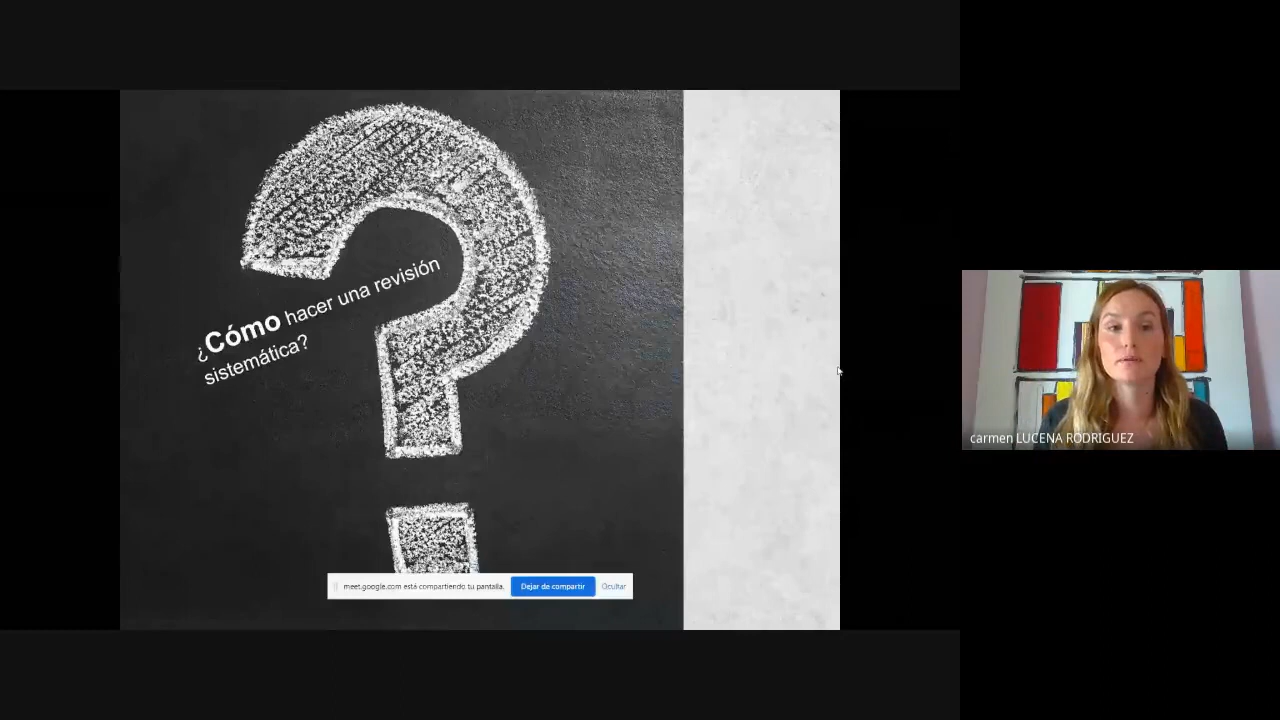 ¿Cómo hacer una revisión
sistemática?
meet.google.com está compartiendo tu pantalla.
Dejar de compartir
Ocultar
carmen LUCENA RODRIGUEZ